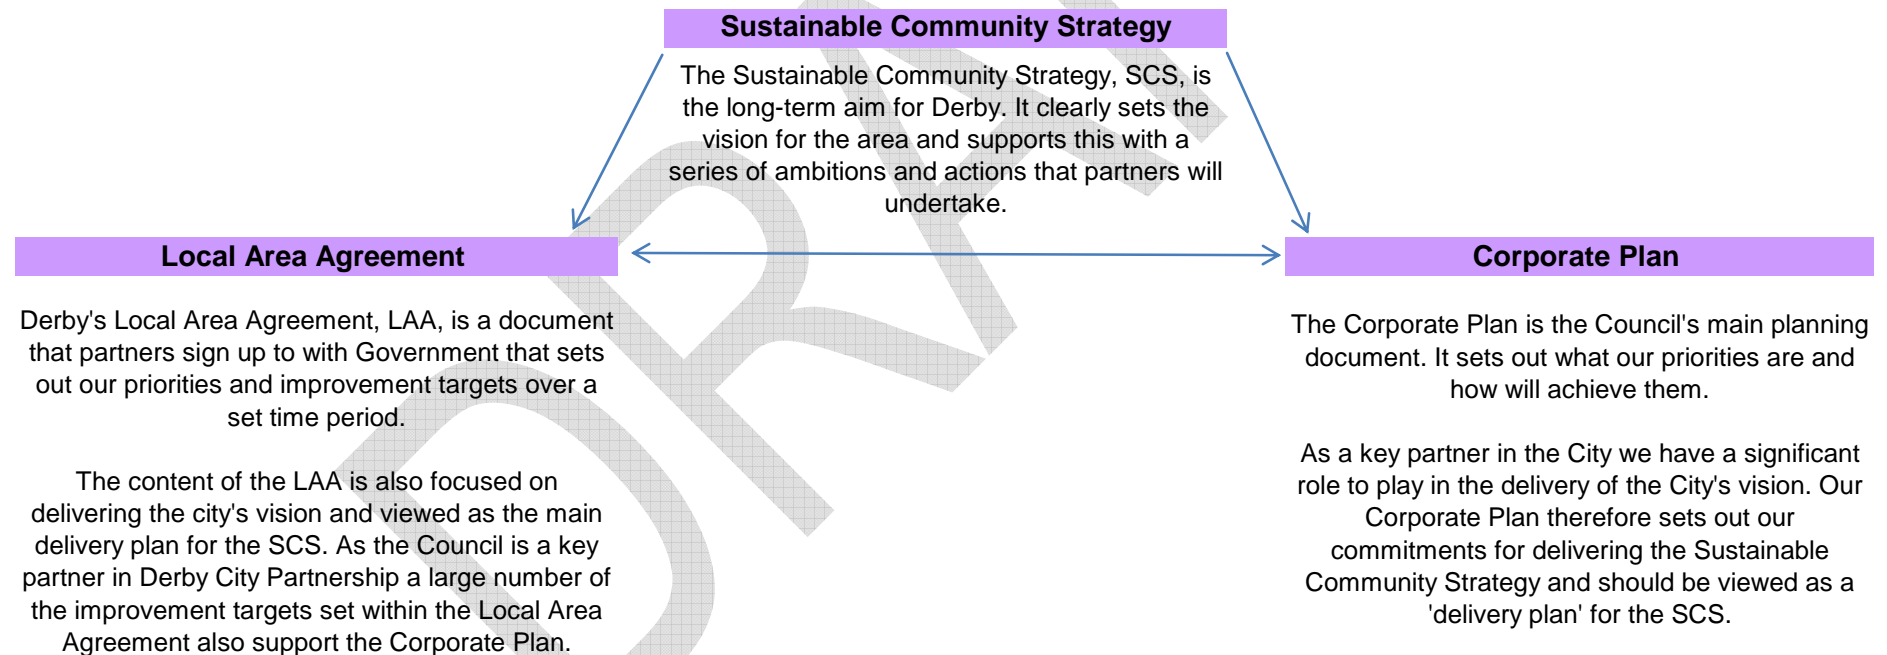 Sustainable Community Strategy
The Sustainable Community Strategy, SCS, is
the long-term aim for Derby. It clearly sets the
vision for the area and supports this with a
series of ambitions and actions that partners will
undertake.
Local Area Agreement
Derby's Local Area Agreement, LAA, is a document
that partners sign up to with Government that sets
out our priorities and improvement targets over a
set time period.
The content of the LAA is also focused on
delivering the city's vision and viewed as the main
delivery plan for the SCS. As the Council is a key
partner in Derby City Partnership a large number of
the improvement targets set within the Local Area
Agreement also support the Corporate Plan.
Corporate Plan
The Corporate Plan is the Council's main planning
document. It sets out what our priorities are and
how will achieve them.
As a key partner in the City we have a significant
role to play in the delivery of the City's vision. Our
Corporate Plan therefore sets out our
commitments for delivering the Sustainable
Community Strategy and should be viewed as a
'delivery plan' for the SCS.
DRA